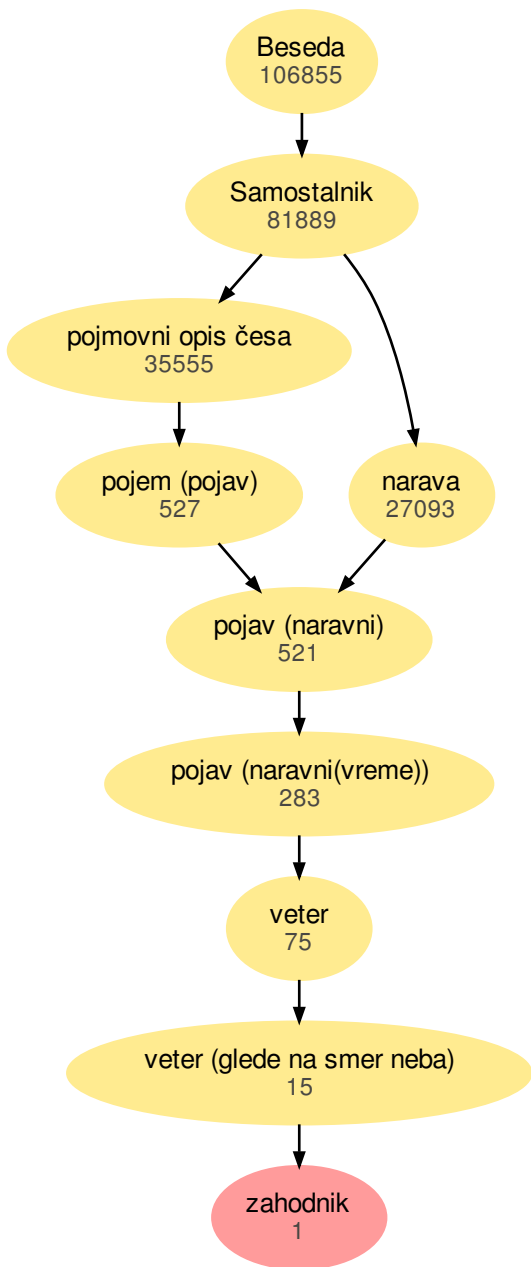 Beseda
106855
Samostalnik
81889
pojmovni opis česa
35555
pojem (pojav)
527
narava
27093
pojav (naravni)
521
pojav (naravni(vreme))
283
veter
75
veter (glede na smer neba)
15
zahodnik
1